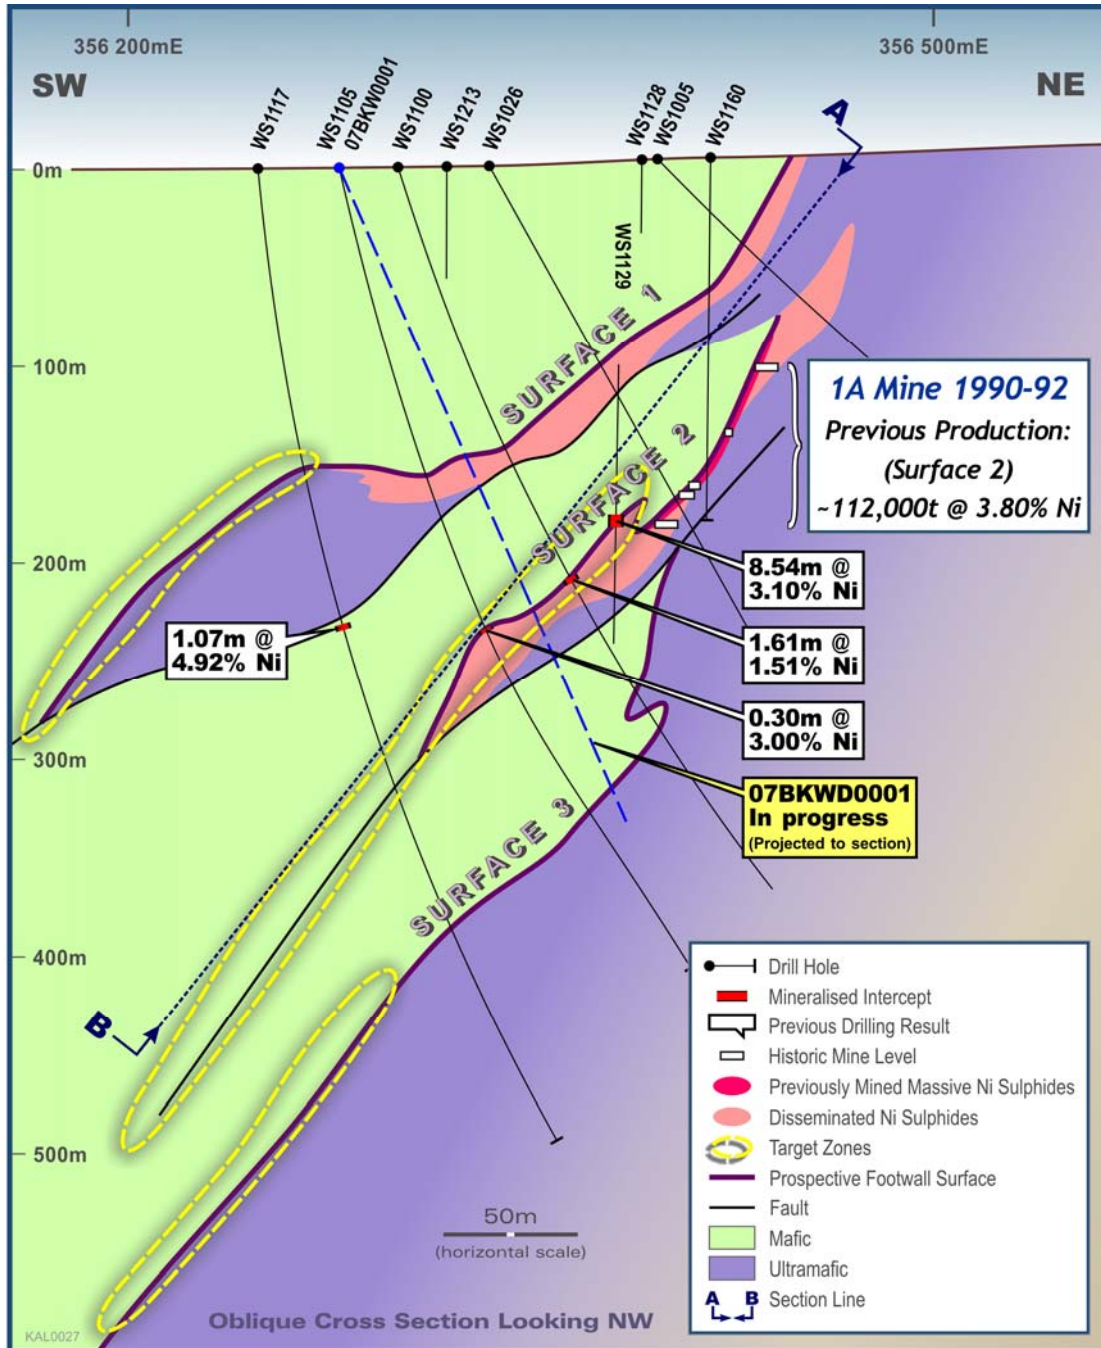 356 200mE
356 500mE
SW
NE
WS1117
WS1105
07BKW0001
WS1100
WS1213
WS1026
WS1128
WS1005
WS1160
A
0m
WS1129
SURFACE 1
100m
1A Mine 1990-92
Previous Production:
(Surface 2)
~112,000t @ 3.80% Ni
SURFACE 2
200m
8.54m @
3.10% Ni
1.07m @
4.92% Ni
1.61m @
1.51% Ni
0.30m @
3.00% Ni
300m
07BKWD0001
In progress
(Projected to section)
SURFACE 3
400m
B
500m
50m
(horizontal scale)
Drill Hole
Mineralised Intercept
Previous Drilling Result
Historic Mine Level
Previously Mined Massive Ni Sulphides
Disseminated Ni Sulphides
Target Zones
Prospective Footwall Surface
Fault
Mafic
Ultramafic
A B Section Line
Oblique Cross Section Looking NW
KAL0027